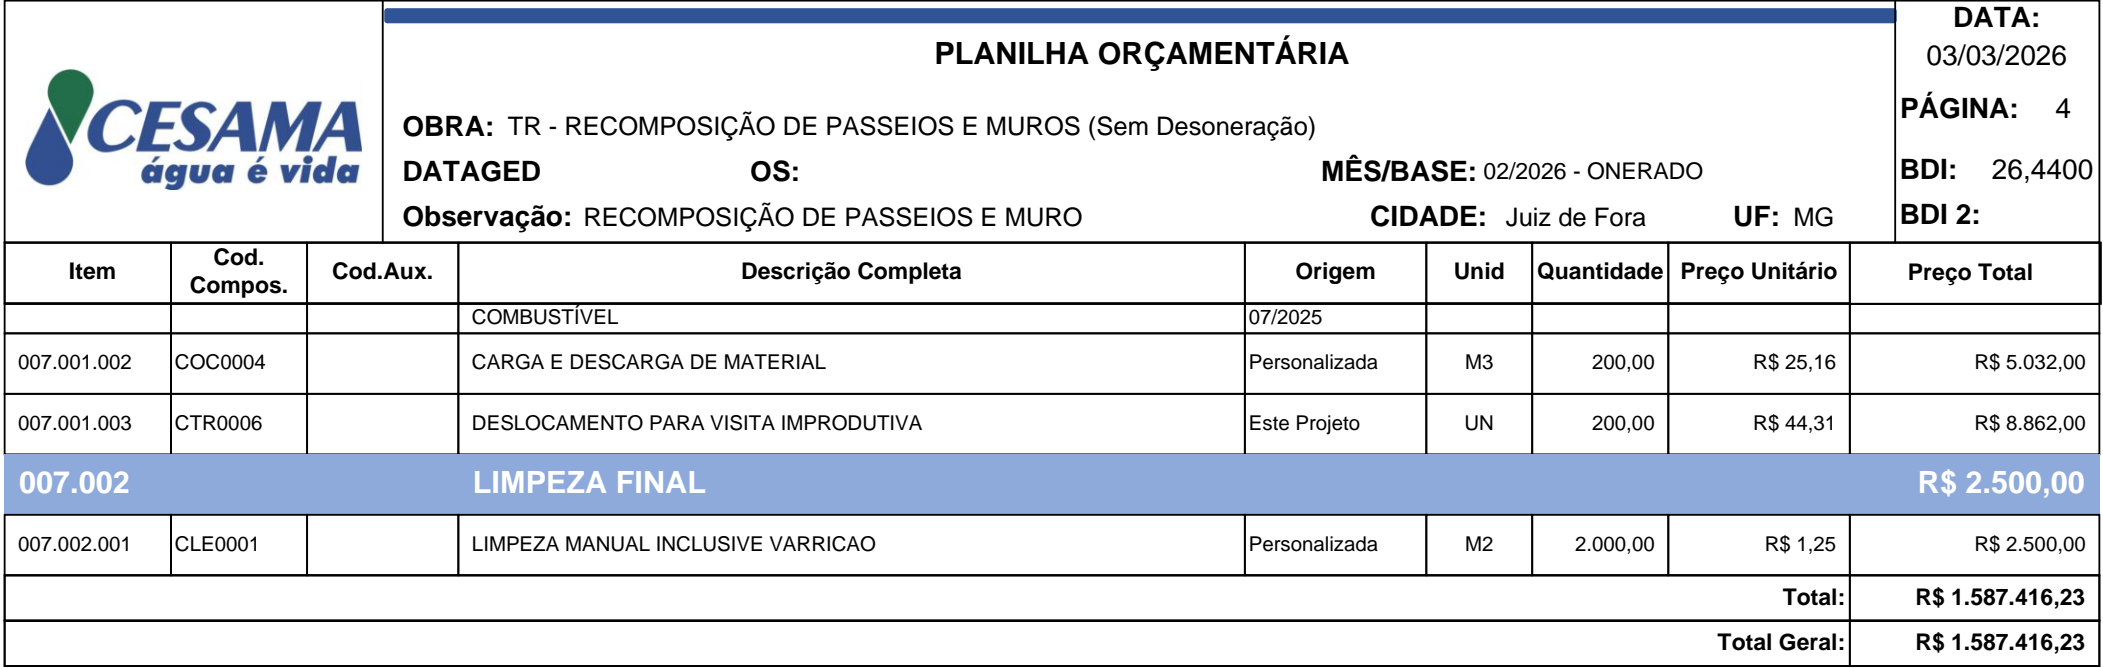 CESAMA
água é vida
PLANILHA ORÇAMENTÁRIA
OBRA: TR - RECOMPOSIÇÃO DE PASSEIOS E MUROS (Sem Desoneração)
DATAGED OS: MÊS/BASE: 02/2026 - ONERADO
Observação: RECOMPOSIÇÃO DE PASSEIOS E MURO CIDADE: Juiz de Fora UF: MG
DATA:
03/03/2026
PÁGINA: 4
BDI: 26,4400
BDI 2:
Item Cod. Compos. Cod.Aux. Descrição Completa Origem Unid Quantidade Preço Unitário Preço Total
COMBUSTÍVEL 07/2025
007.001.002 COC0004 CARGA E DESCARGA DE MATERIAL Personalizada M3 200,00 R$ 25,16 R$ 5.032,00
007.001.003 CTR0006 DESLOCAMENTO PARA VISITA IMPRODUTIVA Este Projeto UN 200,00 R$ 44,31 R$ 8.862,00
007.002 LIMPEZA FINAL R$ 2.500,00
007.002.001 CLE0001 LIMPEZA MANUAL INCLUSIVE VARRICAO Personalizada M2 2.000,00 R$ 1,25 R$ 2.500,00
Total: R$ 1.587.416,23
Total Geral: R$ 1.587.416,23